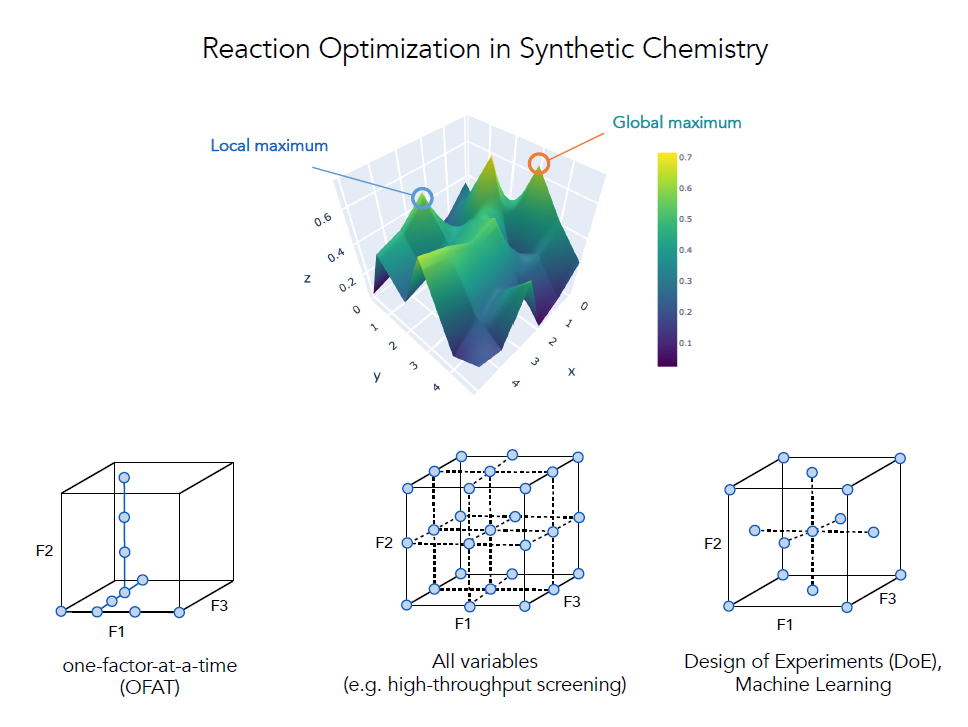 Reaction Optimization in Synthetic Chemistry
Global maximum
Local maximum
0.7
0.6
0.5
0.4
0.3
0.2
0.1
0.6
0.4
0.2
z
0
1
2
3
4
y
0
1
2
3
4
x
F2
F1
F3
F2
F1
F3
F2
F1
F3
one-factor-at-a-time
(OFAT)
All variables
(e.g. high-throughput screening)
Design of Experiments (DoE),
Machine Learning